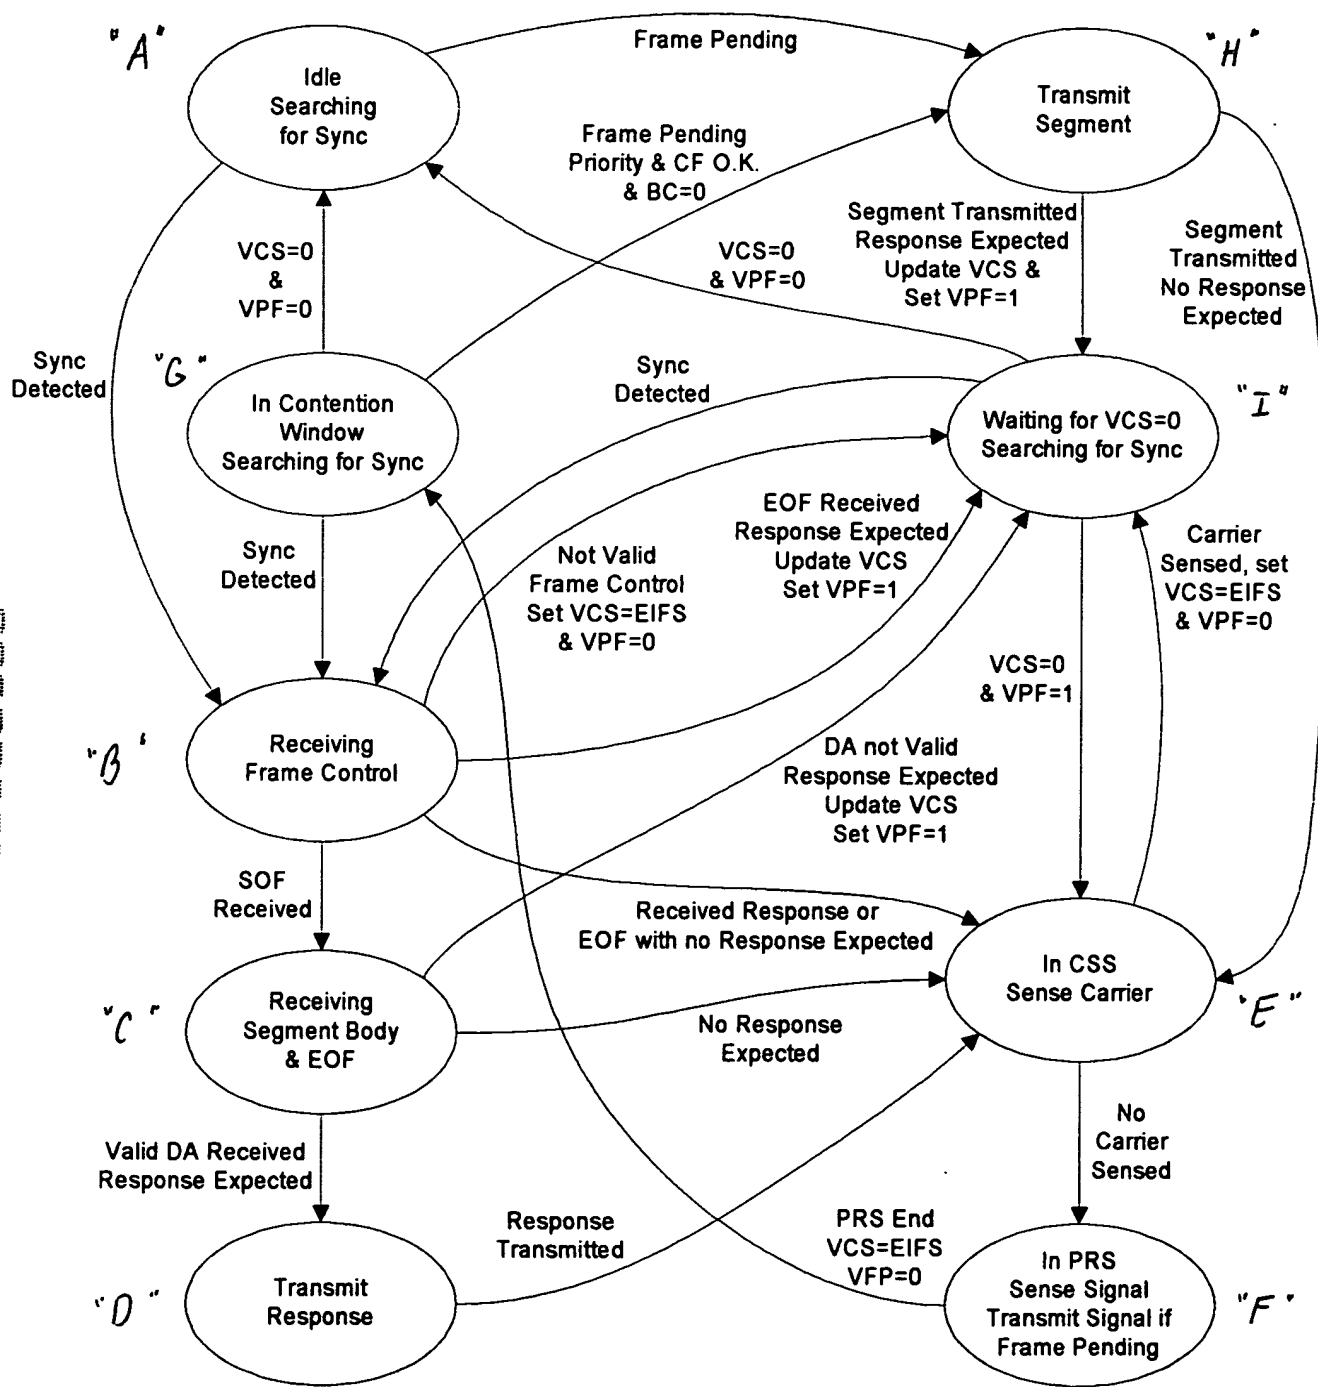 "A"
Idle
Searching
for Sync
Frame Pending
"H"
Transmit
Segment
Frame Pending
Priority & CF O.K.
& BC=0
VCS=0
&
VPF=0
VCS=0
& VPF=0
Segment Transmitted
Response Expected
Update VCS &
Set VPF=1
Segment
Transmitted
No Response
Expected
Sync
Detected
"G"
In Contention
Window
Searching for Sync
Sync
Detected
Waiting for VCS=0
Searching for Sync
"I"
Sync
Detected
Not Valid
Frame Control
Set VCS=EIFS
& VPF=0
EOF Received
Response Expected
Update VCS
Set VPF=1
Carrier
Sensed, set
VCS=EIFS
& VPF=0
VCS=0
& VPF=1
"B'
Receiving
Frame Control
DA not Valid
Response Expected
Update VCS
Set VPF=1
SOF
Received
Received Response or
EOF with no Response Expected
"C"
Receiving
Segment Body
& EOF
No Response
Expected
In CSS
Sense Carrier
"E"
Valid DA Received
Response Expected
No
Carrier
Sensed
Response
Transmitted
PRS End
VCS=EIFS
VFP=0
"D"
Transmit
Response
In PRS
Sense Signal
Transmit Signal if
Frame Pending
"F"